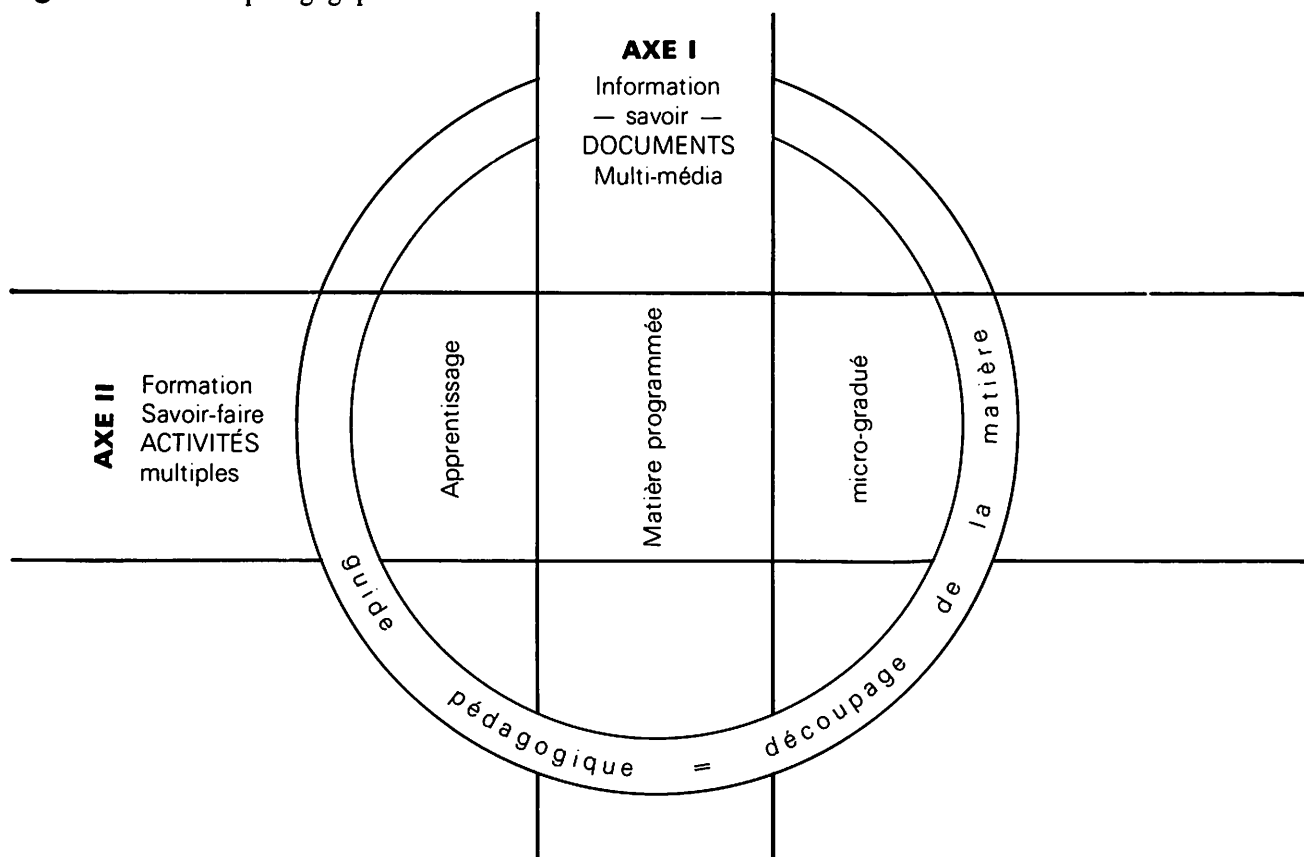 AXE I
Information
— savoir —
DOCUMENTS
Multi-média
AXE II
Formation
Savoir-faire
ACTIVITÉS
multiples
Apprentissage
Matière programmée
micro-gradué
guide pédagogique = découpage de la matière